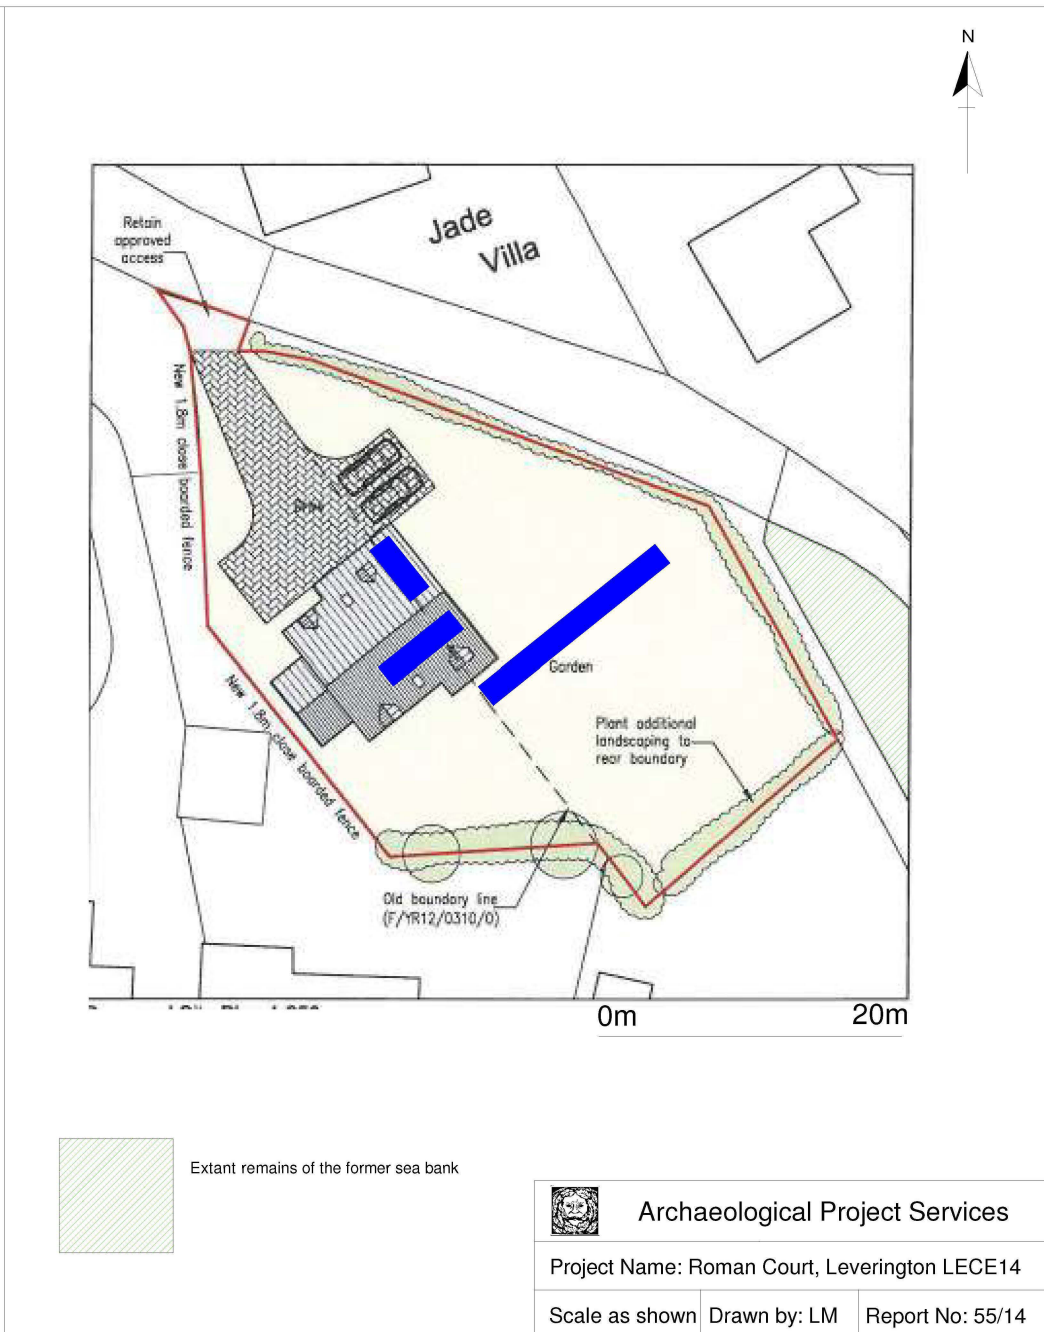 N
Retain
approved
access
Jade
Villa
New 1.8m close boarded fence
Garden
Plant additional
landscaping to
rear boundary
New 1.8m close boarded fence
Old boundary line
(F/YR12/0310/O)
0m 20m
Extant remains of the former sea bank
Archaeological Project Services
Project Name: Roman Court, Leverington LECE14
Scale as shown Drawn by: LM Report No: 55/14